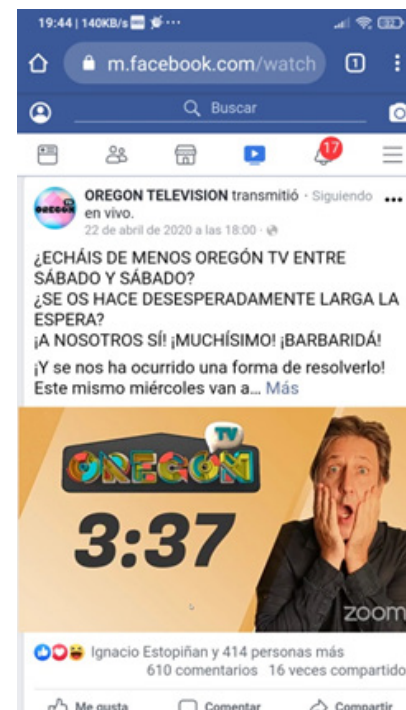 19:44 | 140KB/s
m.facebook.com/watch
1
Buscar
17
OREGON TELEVISION transmitió · Siguiendo
en vivo.
22 de abril de 2020 a las 18:00 ·
¿ECHÁIS DE MENOS OREGÓN TV ENTRE
SÁBADO Y SÁBADO?
¿SE OS HACE DESESPERADAMENTE LARGA LA
ESPERA?
¡A NOSOTROS SÍ! ¡MUCHÍSIMO! ¡BARBARIDÁ!
¡Y se nos ha ocurrido una forma de resolverlo!
Este mismo miércoles van a... Más
TV
OREGON
3:37
zoom
Ignacio Estopiñan y 414 personas más
610 comentarios 16 veces compartido
Me gusta Comentar Compartir